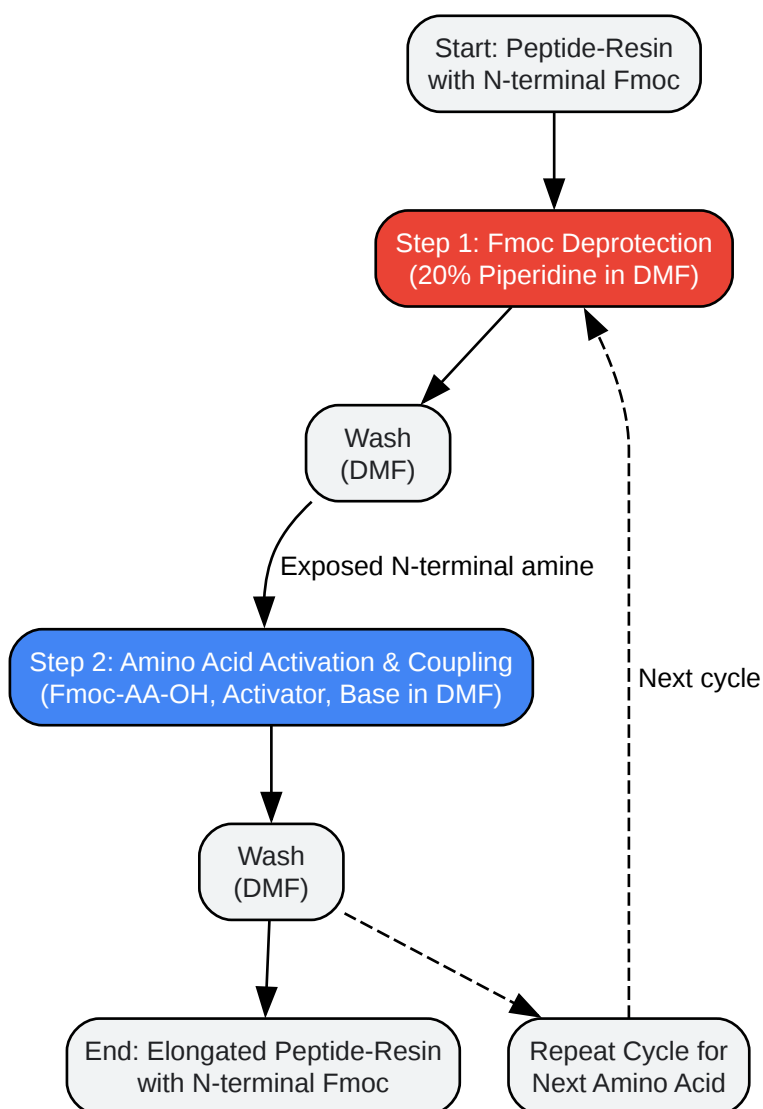 Start: Peptide-Resin
with N-terminal Fmoc
Step 1: Fmoc Deprotection
(20% Piperidine in DMF)
Wash
(DMF)
Exposed N-terminal amine
Step 2: Amino Acid Activation & Coupling
(Fmoc-AA-OH, Activator, Base in DMF)
Next cycle
Wash
(DMF)
End: Elongated Peptide-Resin
with N-terminal Fmoc
Repeat Cycle for
Next Amino Acid